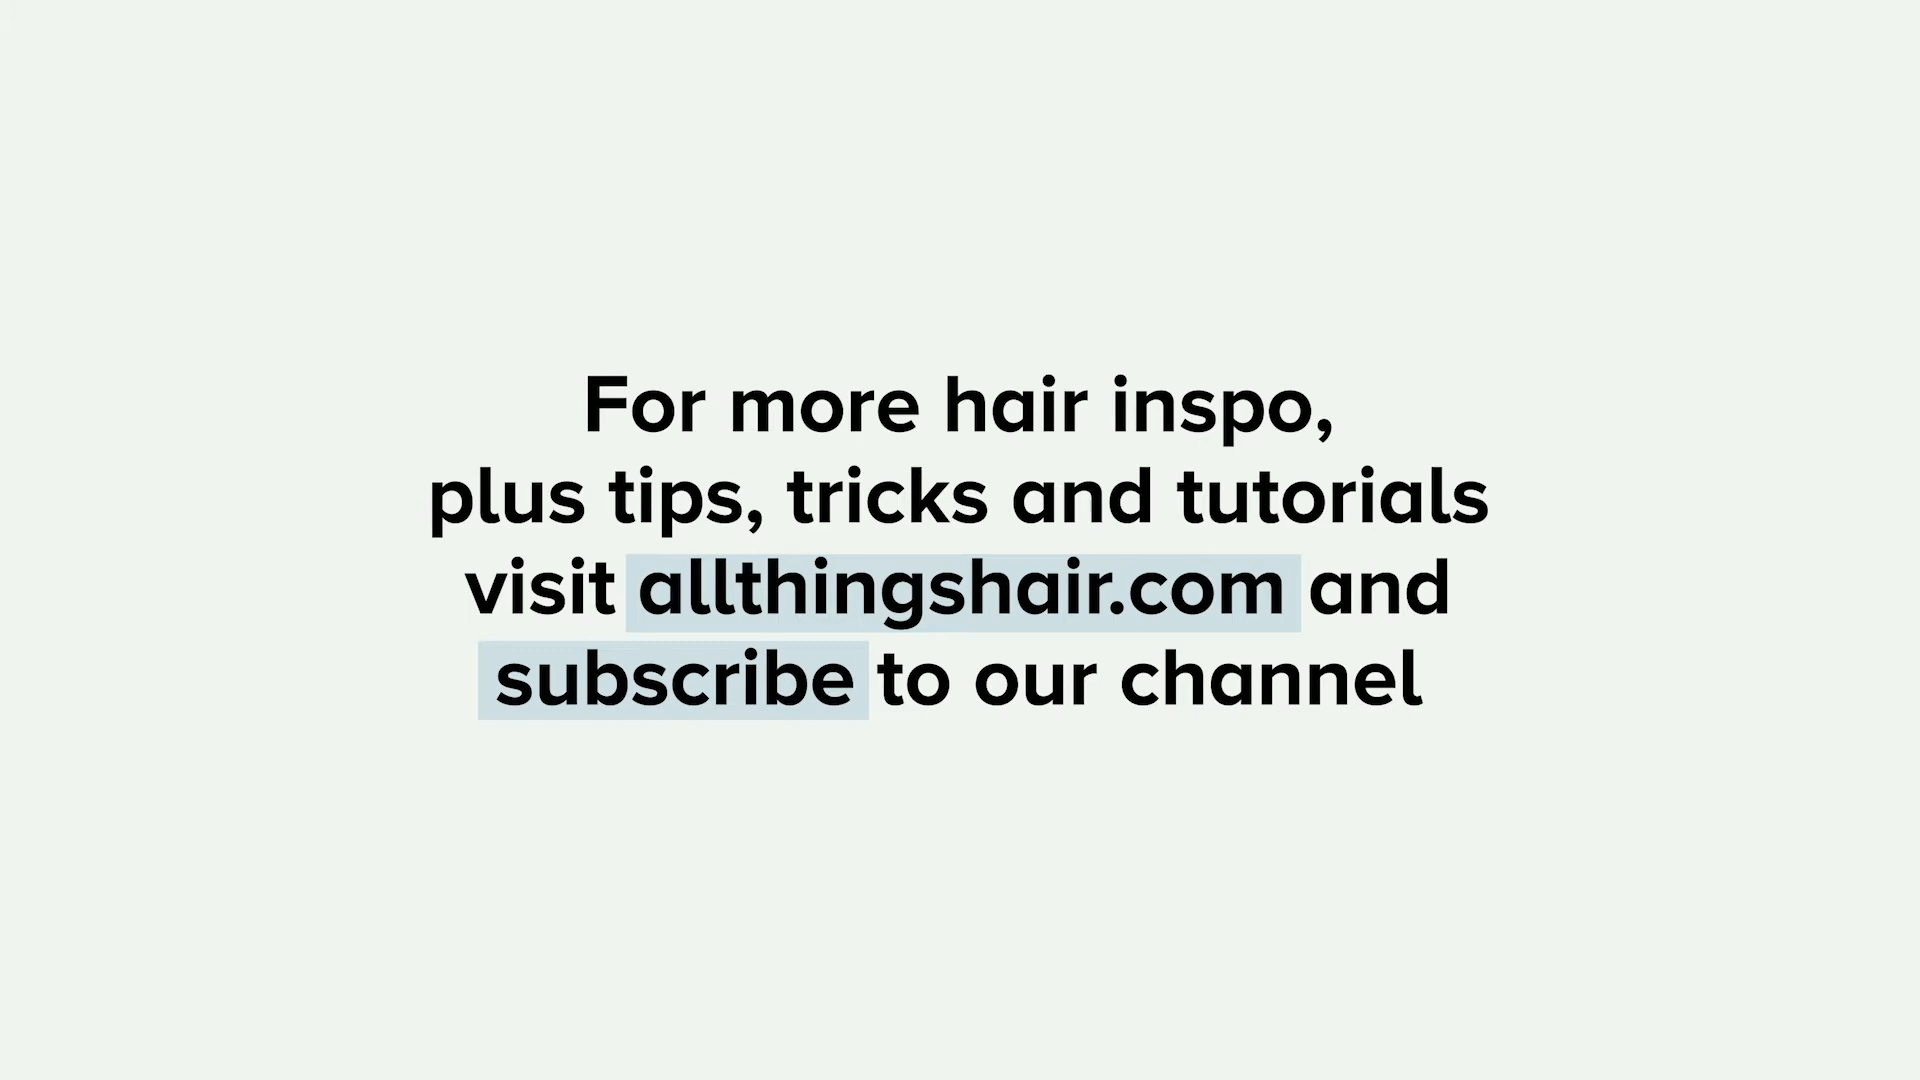 For more hair inspo,
plus tips, tricks and tutorials
visit allthingshair.com and
subscribe to our channel